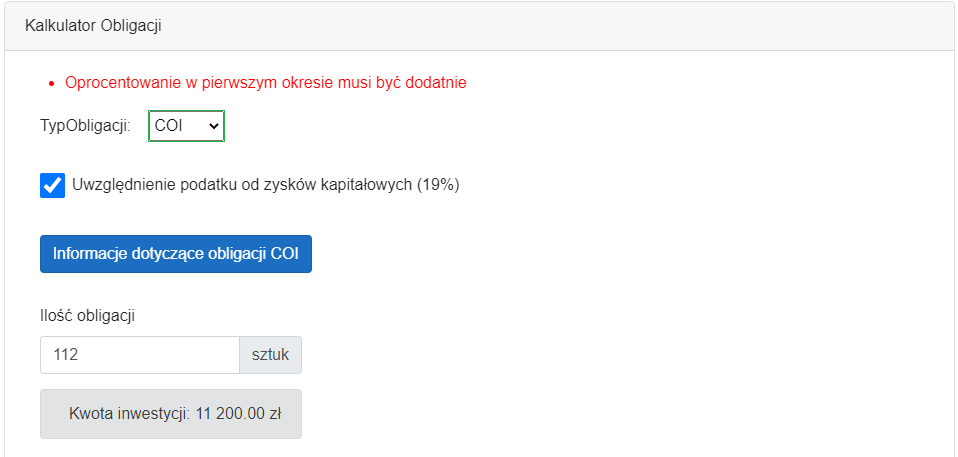 Kalkulator Obligacji
Oprocentowanie w pierwszym okresie musi być dodatnie
TypObligacji: COI
Uwzględnienie podatku od zysków kapitałowych (19%)
Informacje dotyczące obligacji COI
Ilość obligacji
112 sztuk
Kwota inwestycji: 11 200.00 zł